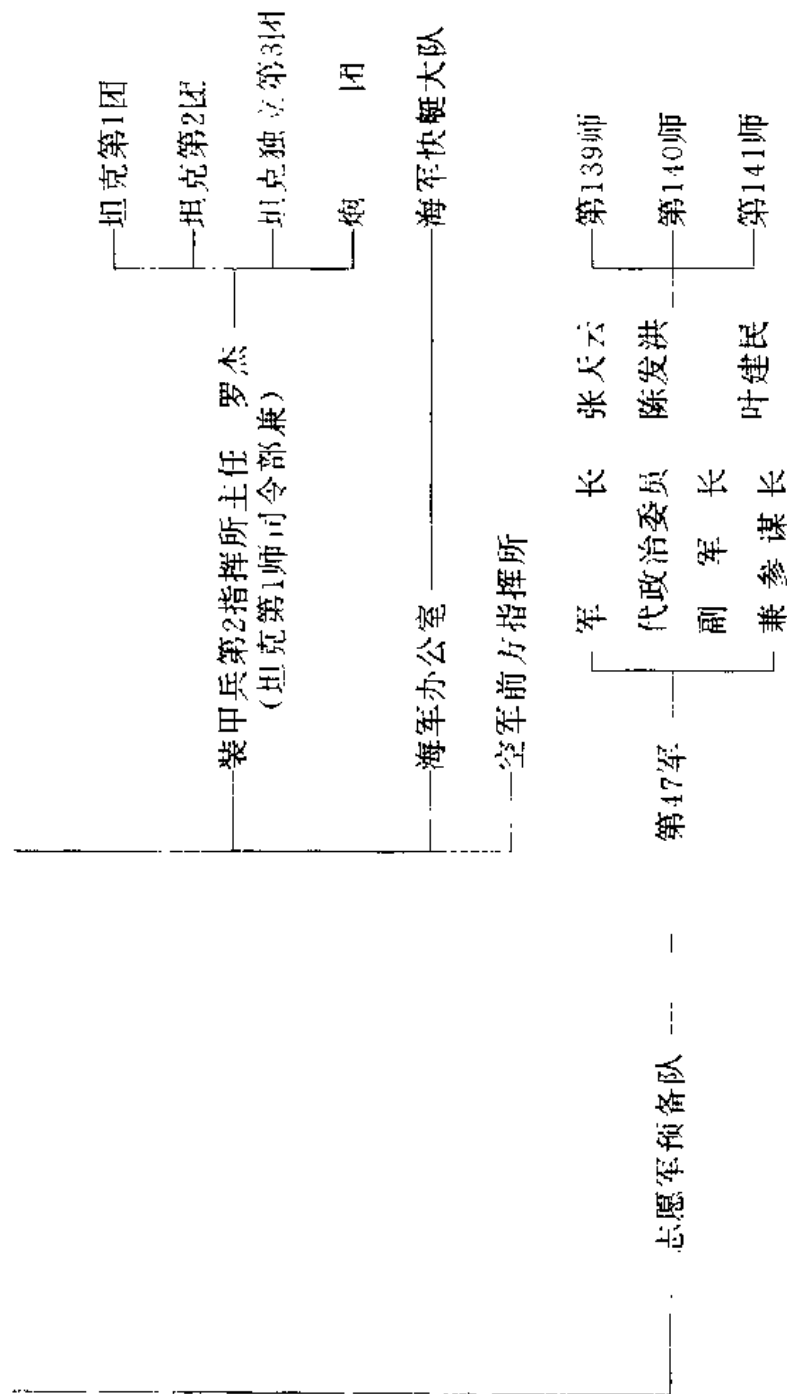 装甲兵第2指挥所主任 罗杰
(坦克第1师司令部兼)
坦克第1团
坦克第2团
坦克独立第3团
炮 团
海军办公室
海军快艇大队
空军前方指挥所
志愿军预备队
第47军
军 长 张天云
代政治委员 陈发洪
副 军 长
兼 参 谋 长 叶建民
第139师
第140师
第141师